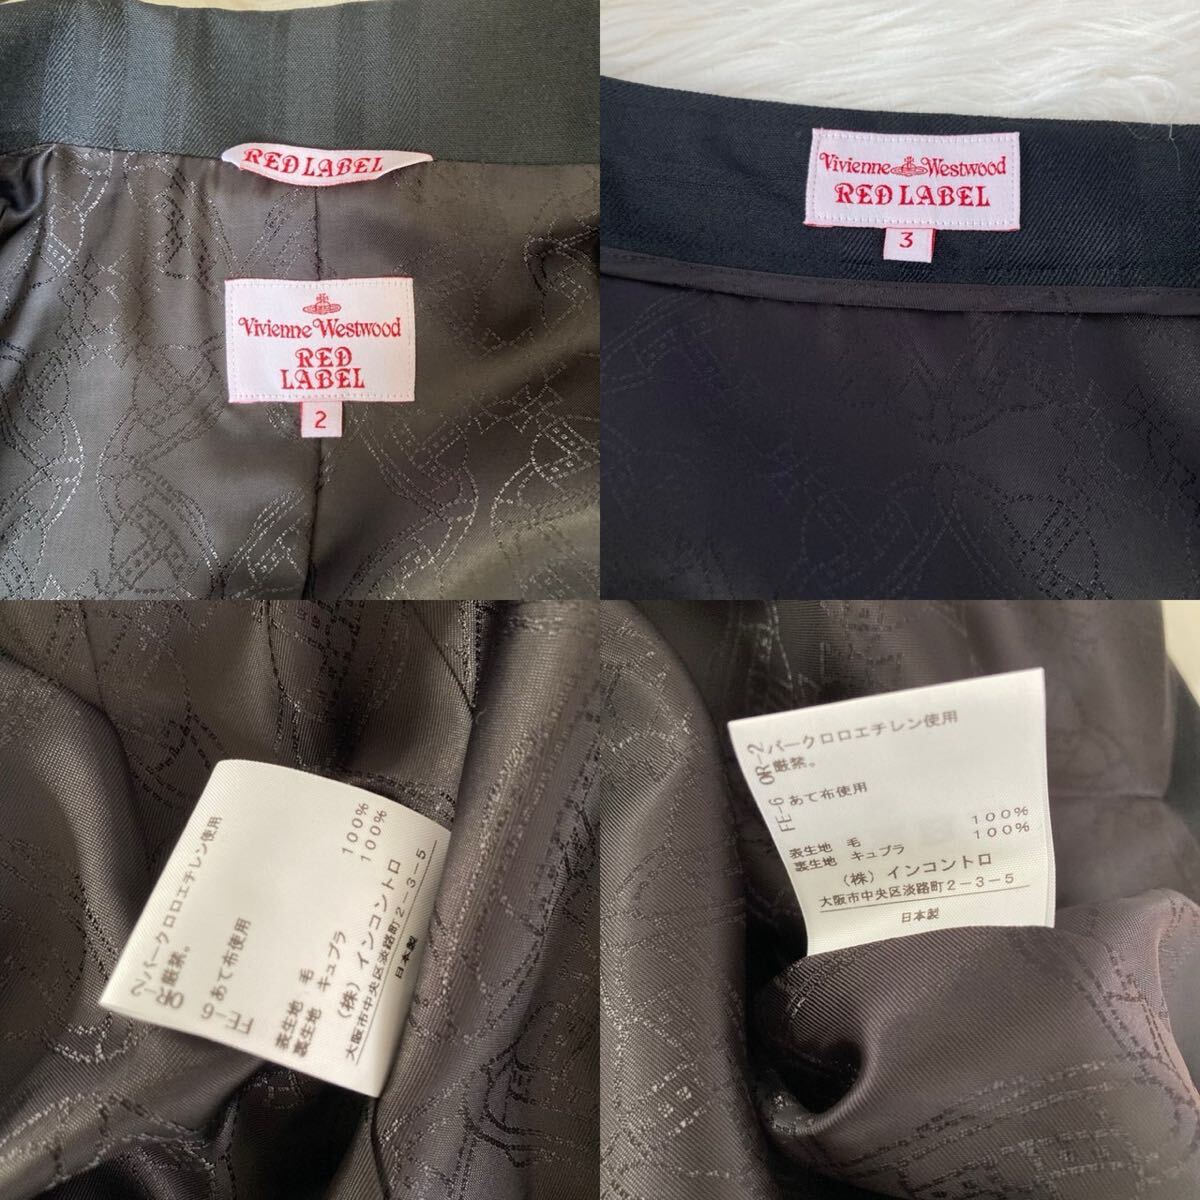 RED LABEL
Vivienne Westwood
RED
LABEL
2
Vivienne Westwood
RED LABEL
3
OR-2パークロロエチレン使用
厳禁。
FE-6 あて布使用
表生地 毛 100%
裏生地 キュプラ 100%
(株)インコントロ
大阪市中央区淡路町2-3-5
日本製
OR-2パークロロエチレン使用
厳禁。
FE-6 あて布使用
表生地 毛 100%
裏生地 キュプラ 100%
(株)インコントロ
大阪市中央区淡路町2-3-5
日本製